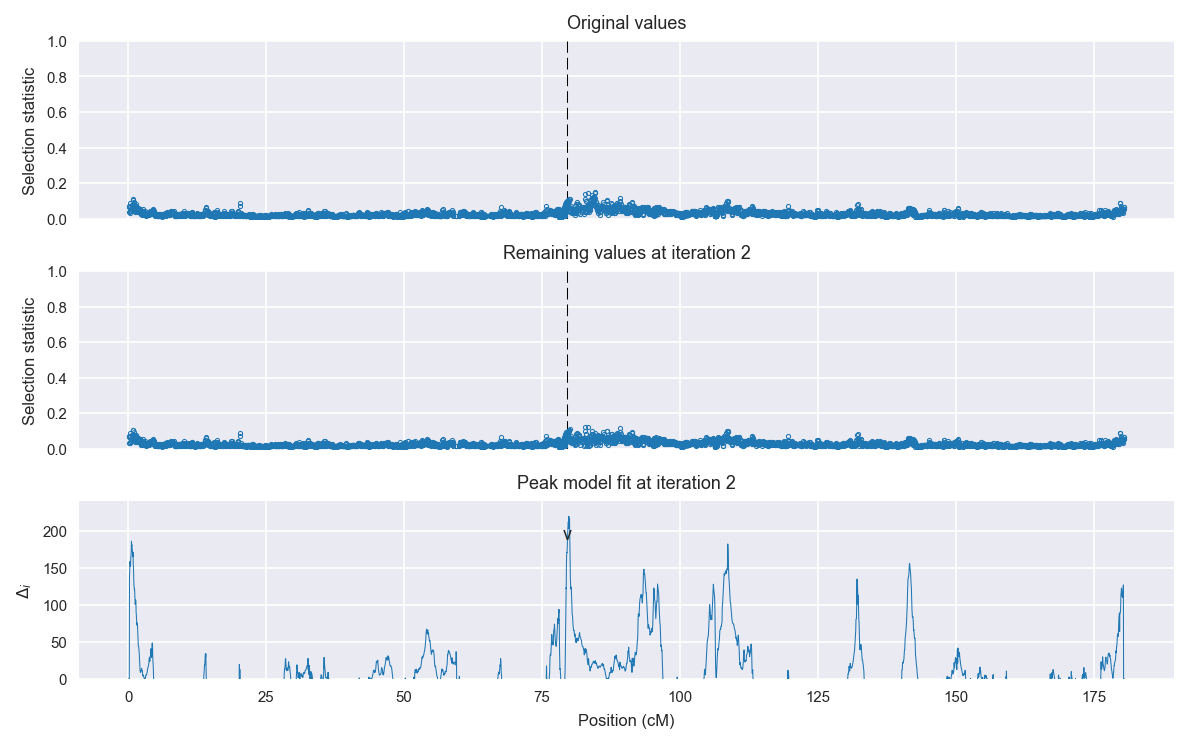 Original values
Selection statistic
1.0
0.8
0.6
0.4
0.2
0.0
Remaining values at iteration 2
Selection statistic
1.0
0.8
0.6
0.4
0.2
0.0
Peak model fit at iteration 2
Δi
200
150
100
50
0
v
0 25 50 75 100 125 150 175
Position (cM)